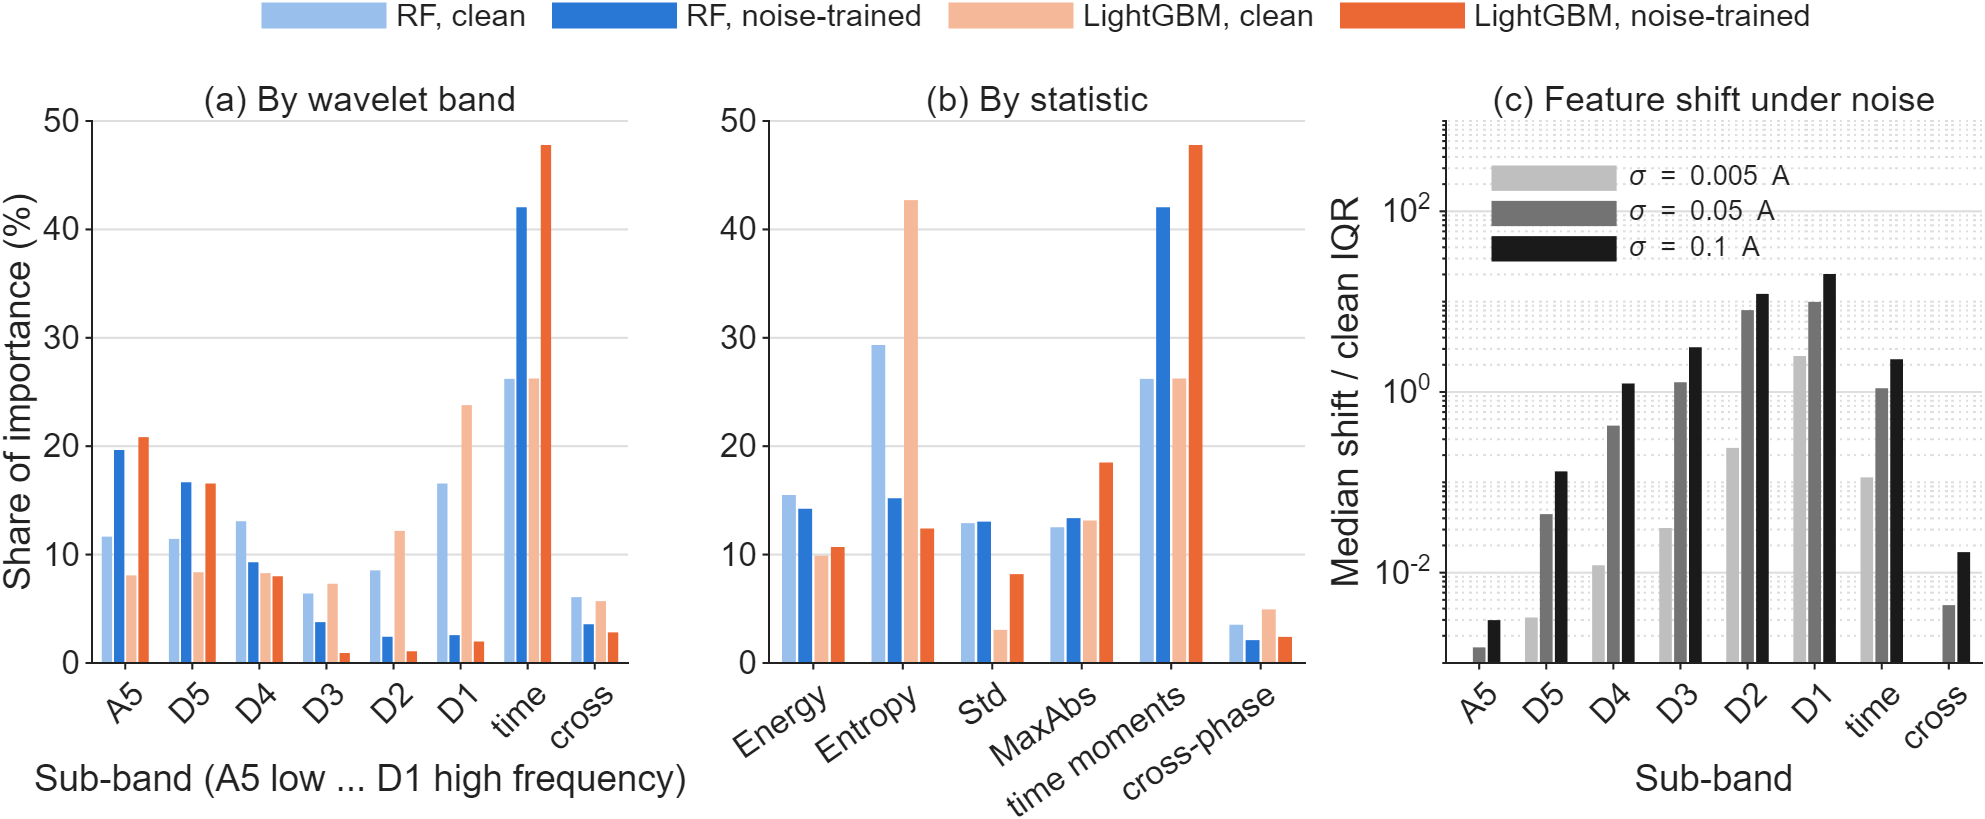 RF, clean RF, noise-trained LightGBM, clean LightGBM, noise-trained
(a) By wavelet band
Share of importance (%)
50
40
30
20
10
0
A5 D5 D4 D3 D2 D1 time cross
Sub-band (A5 low ... D1 high frequency)
(b) By statistic
50
40
30
20
10
0
Energy Entropy Std MaxAbs time moments cross-phase
(c) Feature shift under noise
Median shift / clean IQR
σ = 0.005 A
σ = 0.05 A
σ = 0.1 A
10²
10⁰
10⁻²
A5 D5 D4 D3 D2 D1 time cross
Sub-band